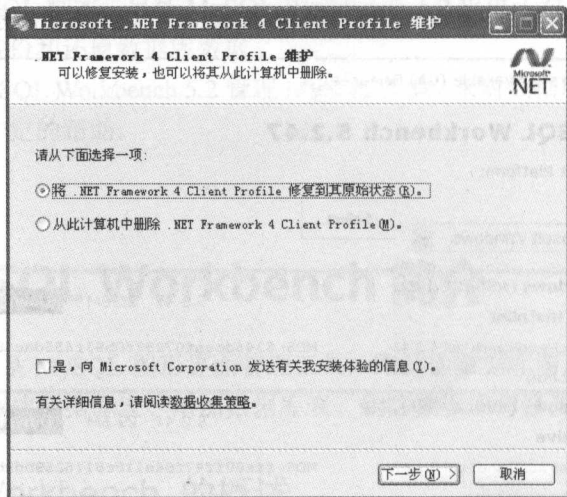 Microsoft .NET Framework 4 Client Profile 维护
.NET Framework 4 Client Profile 维护
可以修复安装，也可以将其从此计算机中删除。
Microsoft
.NET
请从下面选择一项:
将 .NET Framework 4 Client Profile 修复到其原始状态(R)。
从此计算机中删除 .NET Framework 4 Client Profile(M)。
是，向 Microsoft Corporation 发送有关我安装体验的信息(Y)。
有关详细信息，请阅读数据收集策略。
下一步(N) >
取消